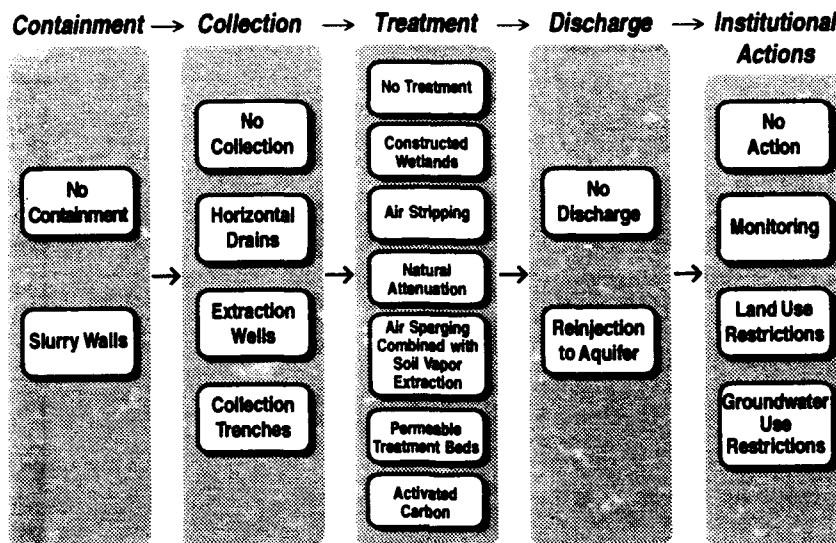 Containment → Collection → Treatment → Discharge → Institutional
Actions
No
Containment
Slurry Walls
No
Collection
Horizontal
Drains
Extraction
Wells
Collection
Trenches
No Treatment
Constructed
Wetlands
Air Stripping
Natural
Attenuation
Air Sparging
Combined with
Soil Vapor
Extraction
Permeable
Treatment Beds
Activated
Carbon
No
Discharge
Reinjection
to Aquifer
No
Action
Monitoring
Land Use
Restrictions
Groundwater
Use
Restrictions